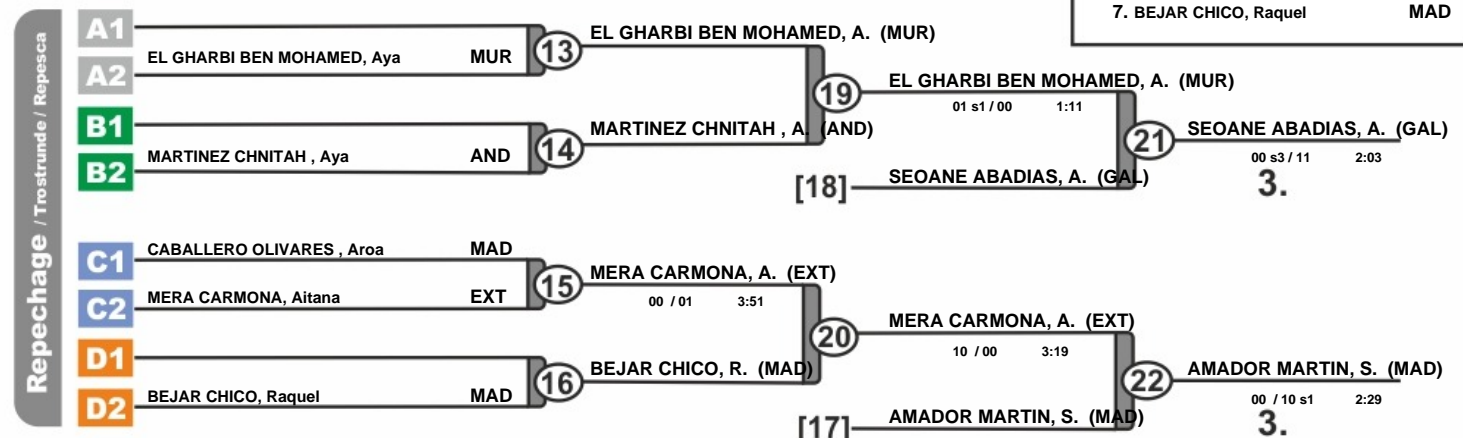 7. BEJAR CHICO, Raquel MAD
Repechage / Trostrunde / Repesca
A1
EL GHARBI BEN MOHAMED, Aya MUR
A2
13
EL GHARBI BEN MOHAMED, A. (MUR)
B1
MARTINEZ CHNITAH , Aya AND
B2
14
MARTINEZ CHNITAH , A. (AND)
19
EL GHARBI BEN MOHAMED, A. (MUR)
01 s1 / 00 1:11
[18]
SEOANE ABADIAS, A. (GAL)
21
SEOANE ABADIAS, A. (GAL)
00 s3 / 11 2:03
3.
C1
CABALLERO OLIVARES , Aroa MAD
C2
MERA CARMONA, Aitana EXT
15
MERA CARMONA, A. (EXT)
00 / 01 3:51
D1
D2
BEJAR CHICO, Raquel MAD
16
BEJAR CHICO, R. (MAD)
20
MERA CARMONA, A. (EXT)
10 / 00 3:19
[17]
AMADOR MARTIN, S. (MAD)
22
AMADOR MARTIN, S. (MAD)
00 / 10 s1 2:29
3.